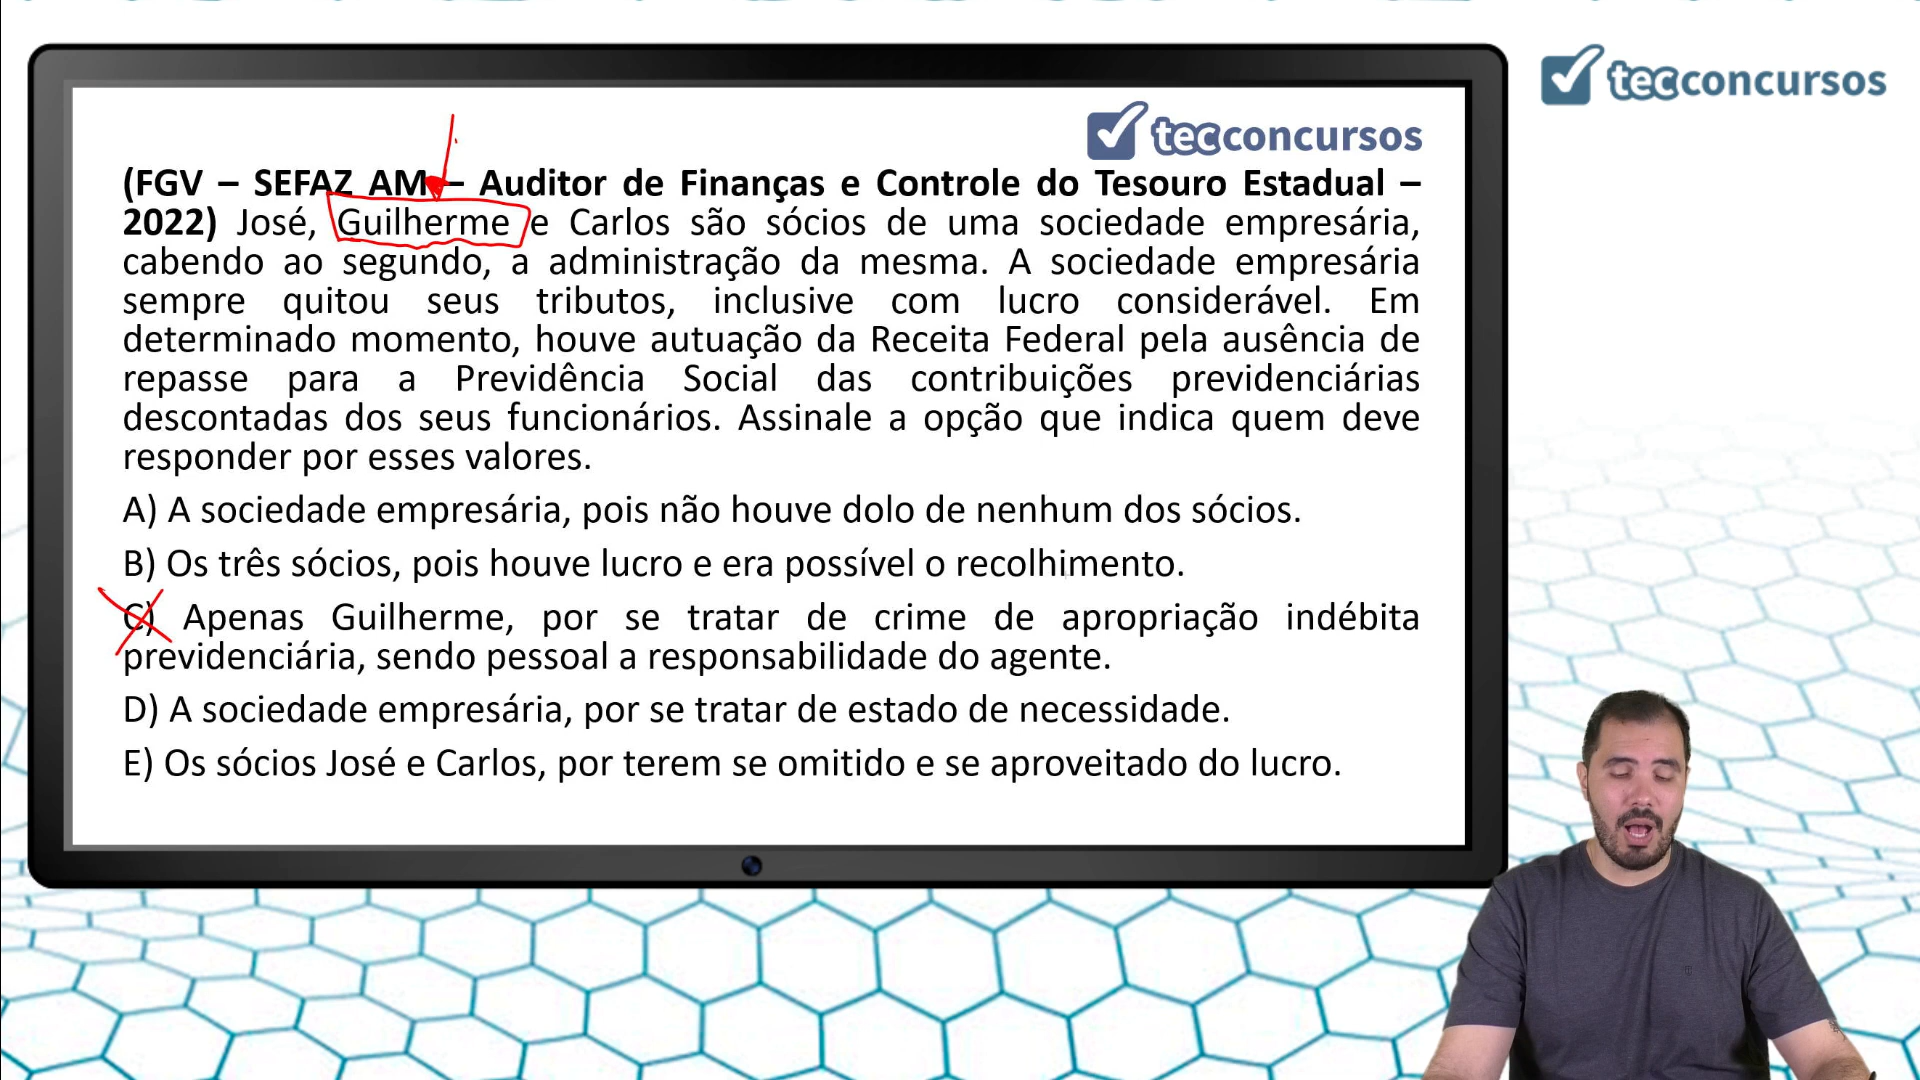 tecconcursos
tecconcursos
(FGV – SEFAZ AM – Auditor de Finanças e Controle do Tesouro Estadual –
2022) José, Guilherme e Carlos são sócios de uma sociedade empresária,
cabendo ao segundo, a administração da mesma. A sociedade empresária
sempre quitou seus tributos, inclusive com lucro considerável. Em
determinado momento, houve autuação da Receita Federal pela ausência de
repasse para a Previdência Social das contribuições previdenciárias
descontadas dos seus funcionários. Assinale a opção que indica quem deve
responder por esses valores.
A) A sociedade empresária, pois não houve dolo de nenhum dos sócios.
B) Os três sócios, pois houve lucro e era possível o recolhimento.
C) Apenas Guilherme, por se tratar de crime de apropriação indébita
previdenciária, sendo pessoal a responsabilidade do agente.
D) A sociedade empresária, por se tratar de estado de necessidade.
E) Os sócios José e Carlos, por terem se omitido e se aproveitado do lucro.